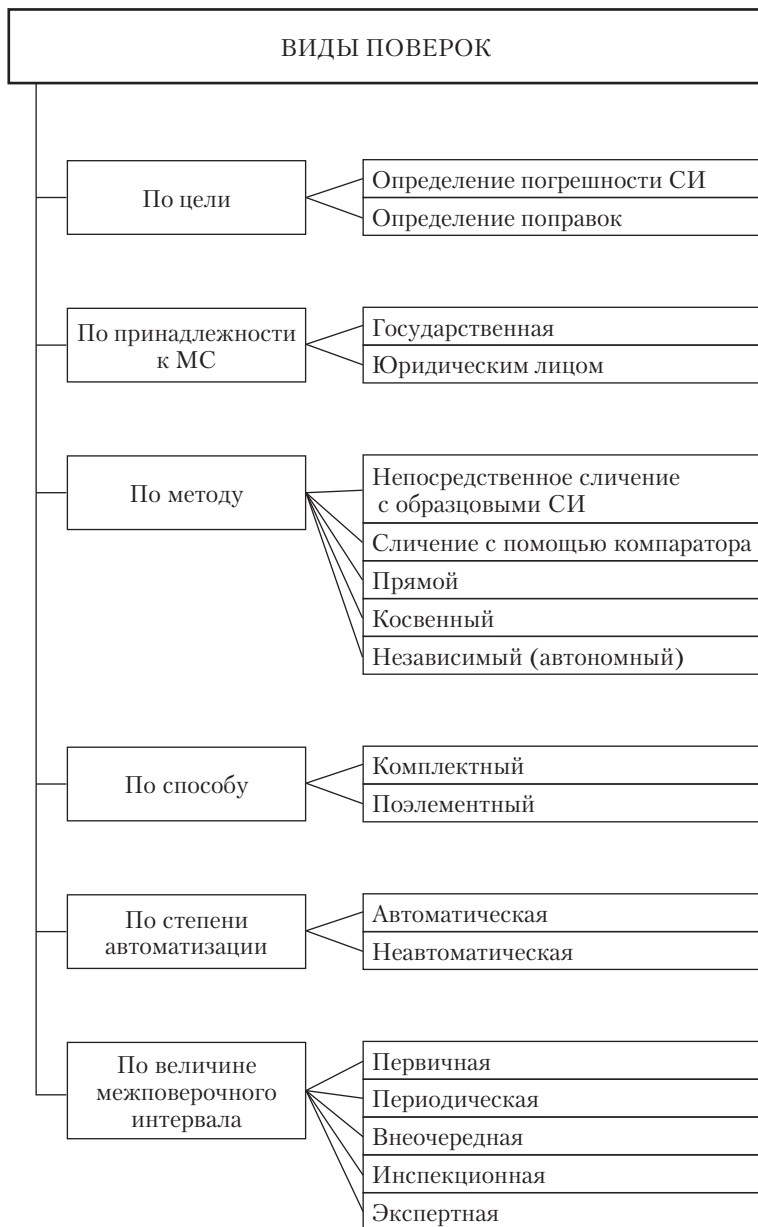 ВИДЫ ПОВЕРОК
По цели
Определение погрешности СИ
Определение поправок
По принадлежности
к МС
Государственная
Юридическим лицом
По методу
Непосредственное сличение
с образцовыми СИ
Сличение с помощью компаратора
Прямой
Косвенный
Независимый (автономный)
По способу
Комплектный
Поэлементный
По степени
автоматизации
Автоматическая
Неавтоматическая
По величине
межповерочного
интервала
Первичная
Периодическая
Внеочередная
Инспекционная
Экспертная